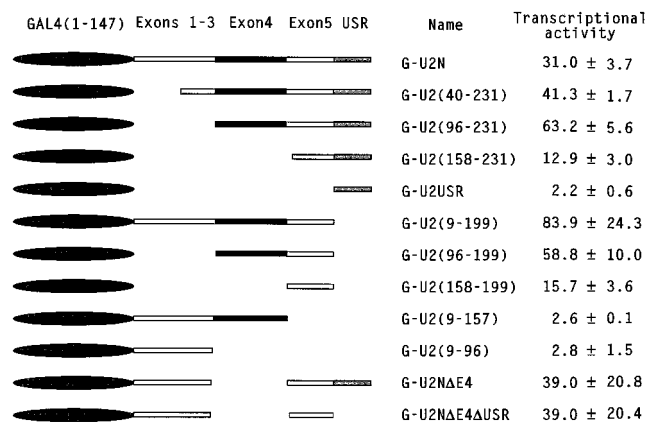 GAL4(1-147) Exons 1-3 Exon4 Exon5 USR Name Transcriptional activity
G-U2N 31.0 ± 3.7
G-U2(40-231) 41.3 ± 1.7
G-U2(96-231) 63.2 ± 5.6
G-U2(158-231) 12.9 ± 3.0
G-U2USR 2.2 ± 0.6
G-U2(9-199) 83.9 ± 24.3
G-U2(96-199) 58.8 ± 10.0
G-U2(158-199) 15.7 ± 3.6
G-U2(9-157) 2.6 ± 0.1
G-U2(9-96) 2.8 ± 1.5
G-U2NΔE4 39.0 ± 20.8
G-U2NΔE4ΔUSR 39.0 ± 20.4